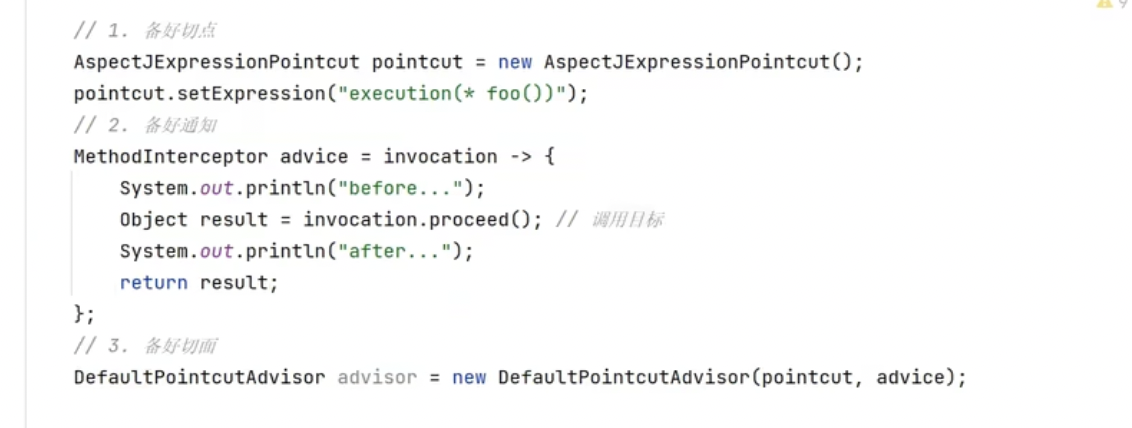 // 1. 备好切点
AspectJExpressionPointcut pointcut = new AspectJExpressionPointcut();
pointcut.setExpression("execution(* foo())");
// 2. 备好通知
MethodInterceptor advice = invocation -> {
    System.out.println("before...");
    Object result = invocation.proceed(); // 调用目标
    System.out.println("after...");
    return result;
};
// 3. 备好切面
DefaultPointcutAdvisor advisor = new DefaultPointcutAdvisor(pointcut, advice);